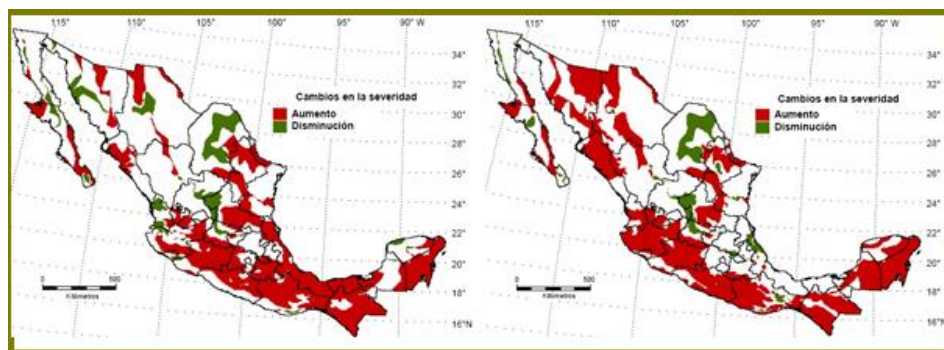 115° 110° 105° 100° 95° 90° W
34°
32°
30°
28°
26°
24°
22°
20°
18°
16°N
Cambios en la severidad
Aumento
Disminución
0 500
Kilómetros
115° 110° 105° 100° 95° 90° W
34°
32°
30°
28°
26°
24°
22°
20°
18°
16°N
Cambios en la severidad
Aumento
Disminución
0 500
Kilómetros